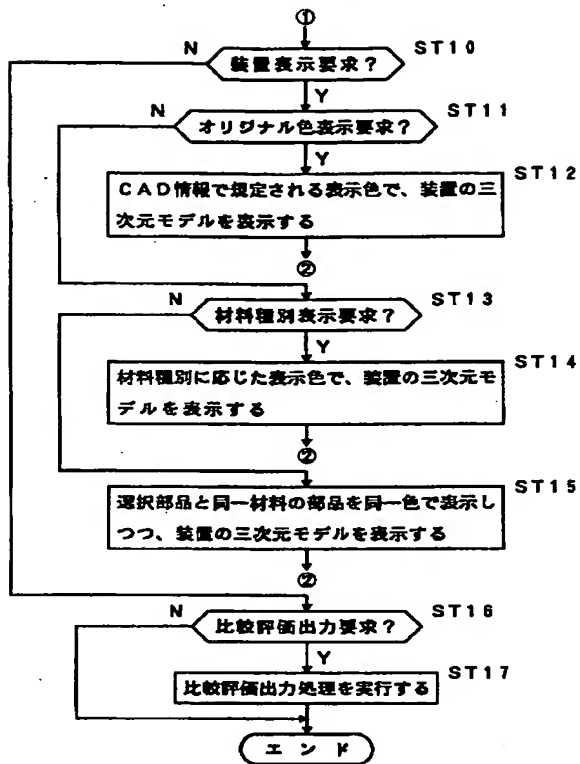 ①
N
装置表示要求？
ST10
Y
N
オリジナル色表示要求？
ST11
Y
ST12
CAD情報で規定される表示色で、装置の三
次元モデルを表示する
②
N
材料種別表示要求？
ST13
Y
ST14
材料種別に応じた表示色で、装置の三次元モ
デルを表示する
②
ST15
選択部品と同一材料の部品を同一色で表示し
つつ、装置の三次元モデルを表示する
②
N
比較評価出力要求？
ST16
Y
ST17
比較評価出力処理を実行する
エンド